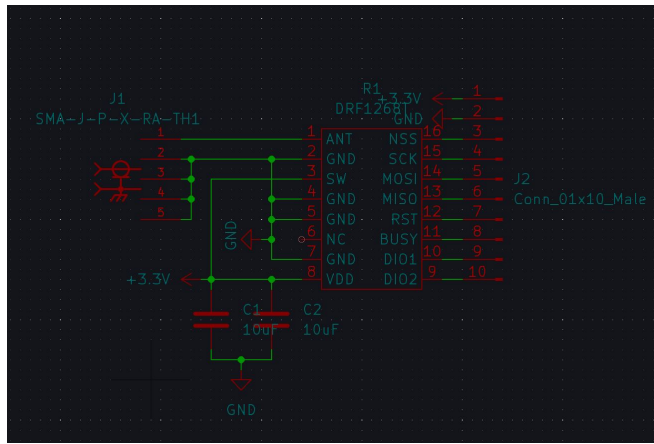 R1
J1
+3.3V
1
SMA-J-P-X-RA-TH1
DRF1268T
GND
2
1
1
ANT
NSS
16
3
2
2
GND
SCK
15
4
3
3
SW
MOSI
14
5
J2
4
4
GND
MISO
13
6
Conn_01x10_Male
5
5
GND
RST
12
7
GND
6
NC
BUSY
11
8
7
GND
DIO1
10
9
+3.3V
8
VDD
DIO2
9
10
C1
C2
10uF
10uF
GND